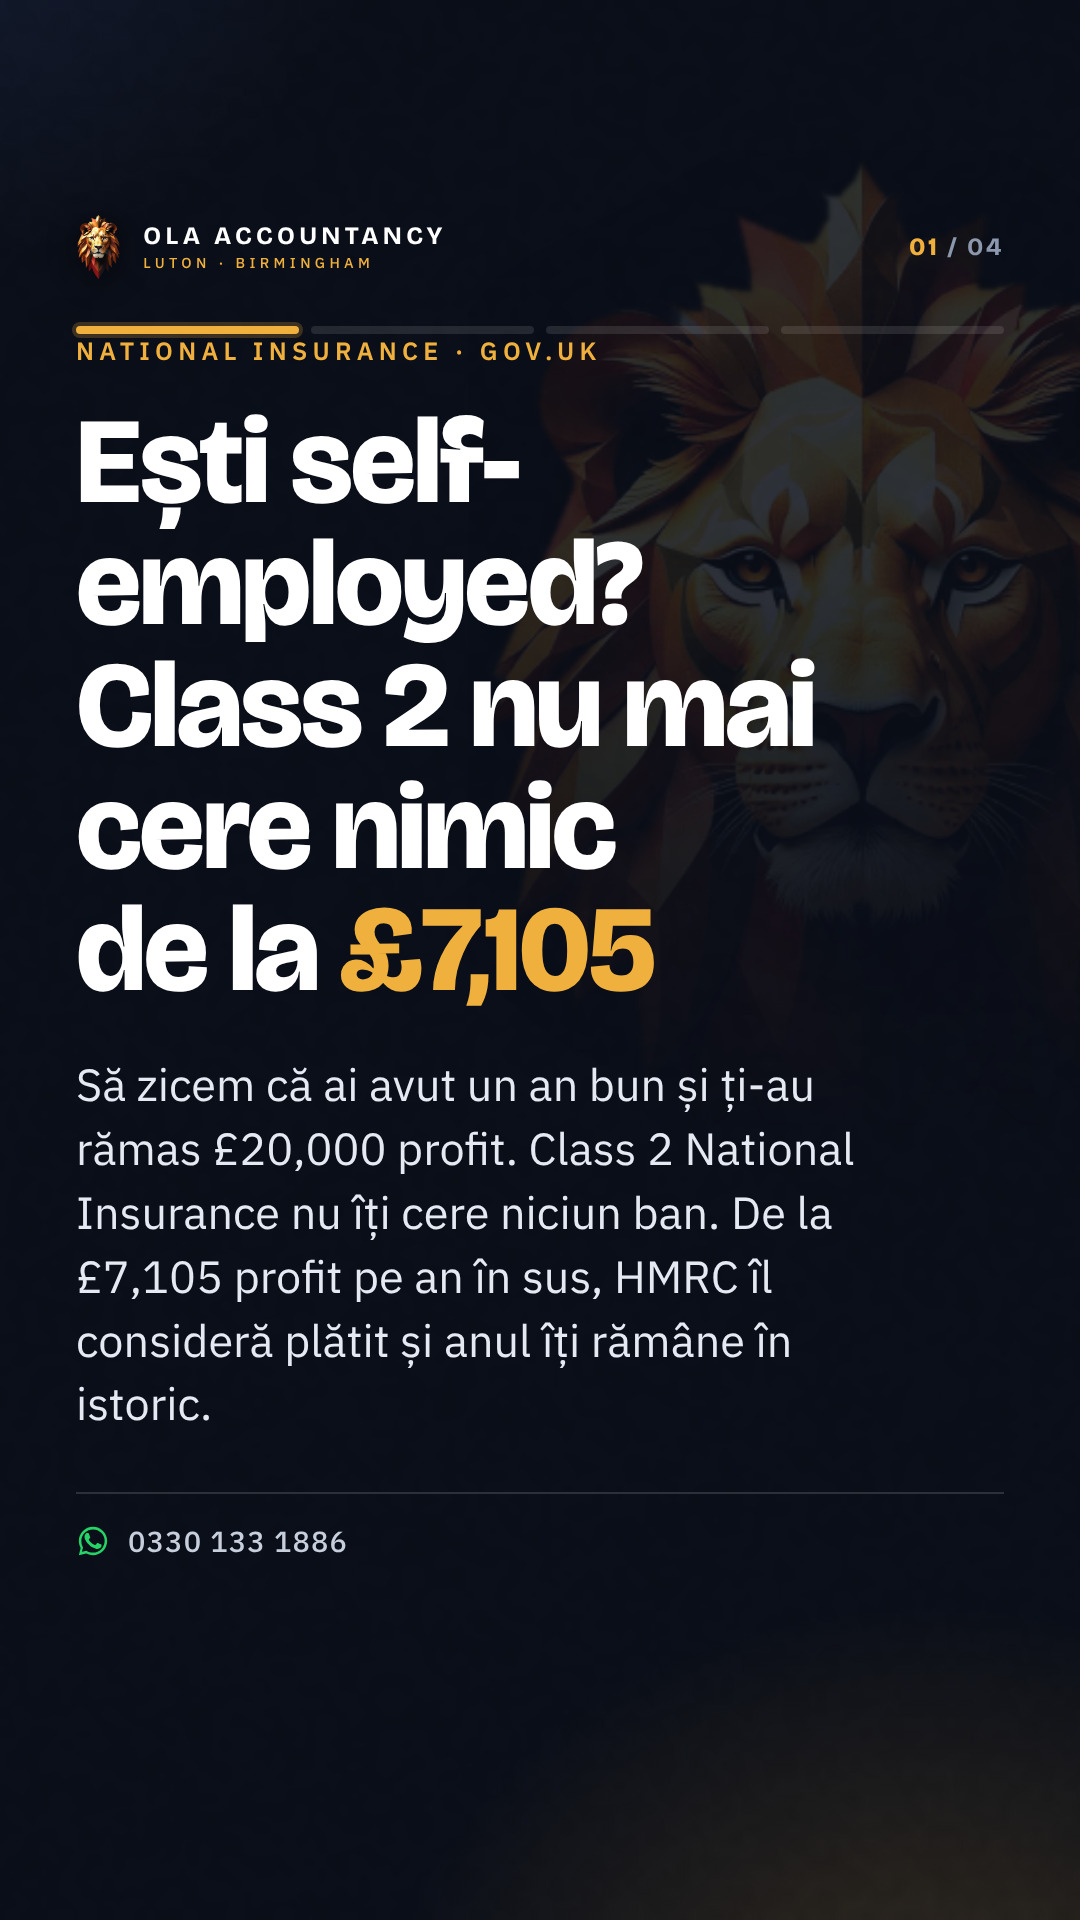 OLA ACCOUNTANCY
LUTON · BIRMINGHAM
01 / 04
NATIONAL INSURANCE · GOV.UK
Ești self-
employed?
Class 2 nu mai
cere nimic
de la £7,105
Să zicem că ai avut un an bun și ți-au
rămas £20,000 profit. Class 2 National
Insurance nu îți cere niciun ban. De la
£7,105 profit pe an în sus, HMRC îl
consideră plătit și anul îți rămâne în
istoric.
0330 133 1886